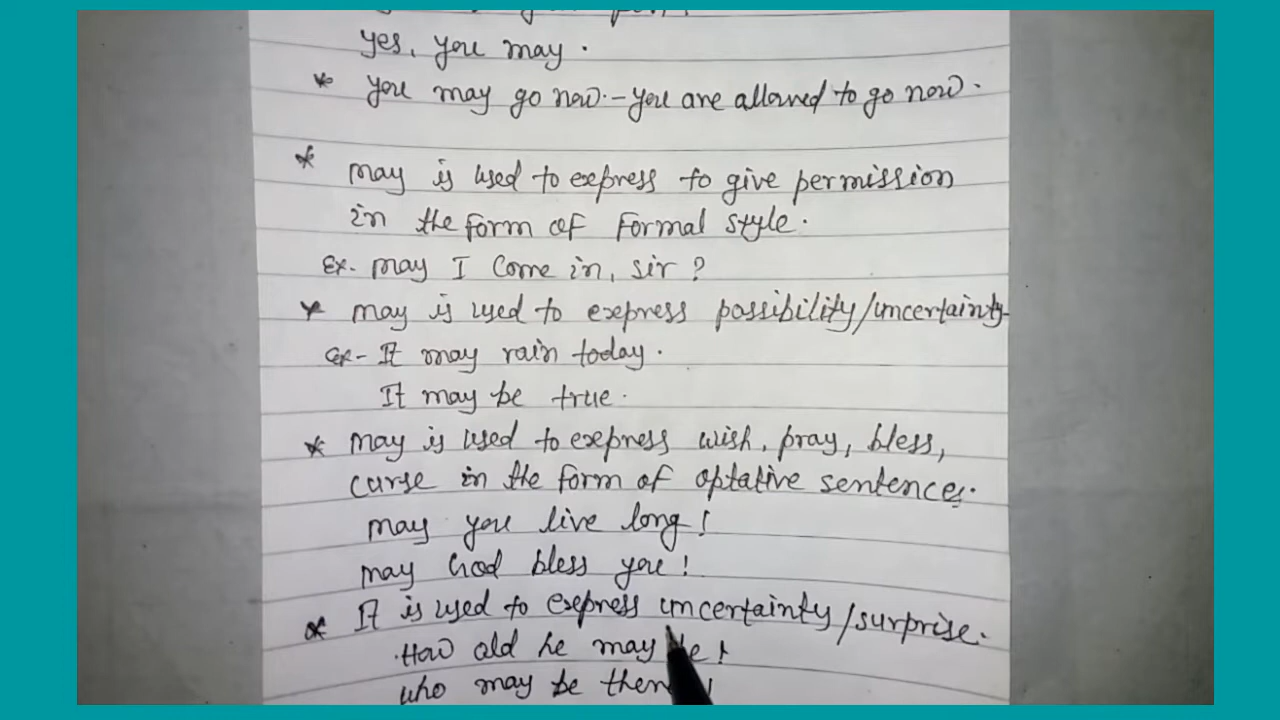 yes, you may.
* you may go now. - you are allowed to go now.
* may is used to express to give permission
in the form of Formal style.
Ex. may I come in, sir ?
* may is used to express possibility/uncertainty
Ex- It may rain today.
It may be true.
* may is used to express wish, pray, bless,
curse in the form of optative sentences.
may you live long!
may God bless you!
* It is used to express uncertainty/surprise.
How old he may be!
who may be